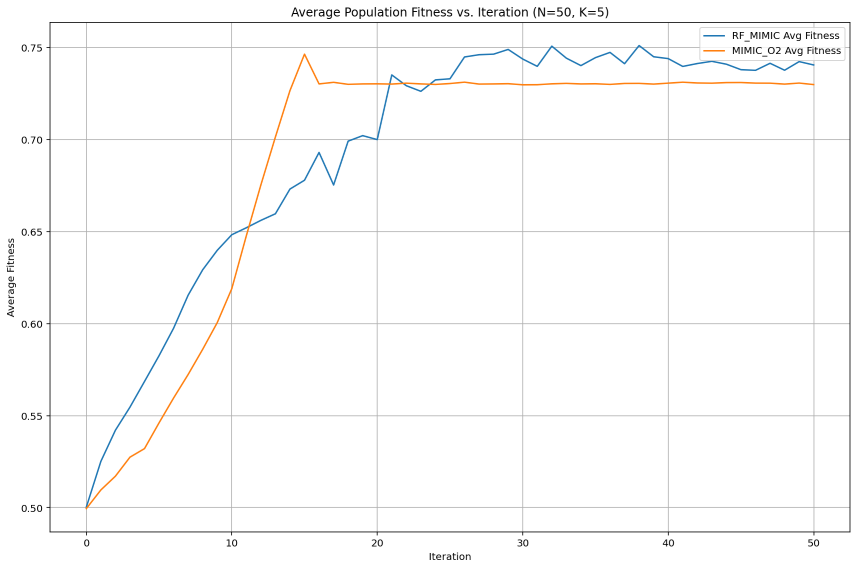 Average Population Fitness vs. Iteration (N=50, K=5)
RF_MIMIC Avg Fitness
MIMIC_O2 Avg Fitness
Average Fitness
0.75
0.70
0.65
0.60
0.55
0.50
0 10 20 30 40 50
Iteration